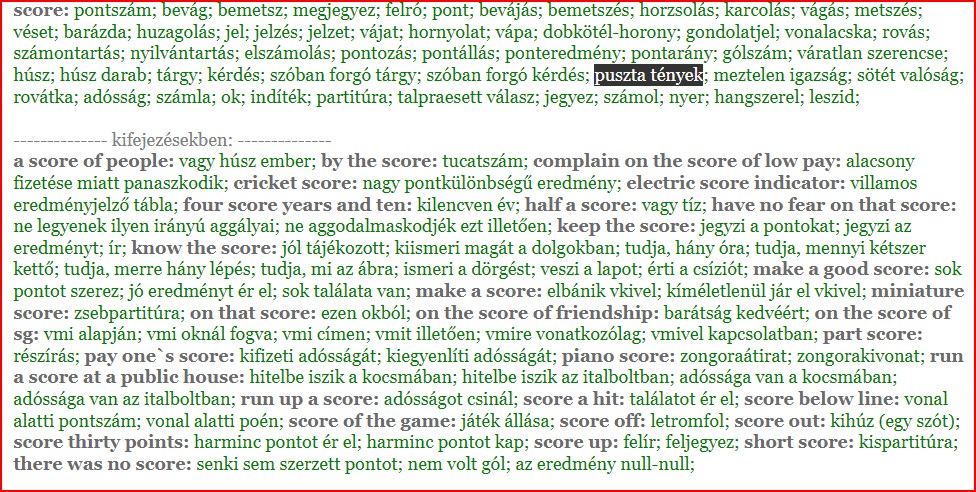 score: pontszám; bevág; bemetsz; megjegyez; felró; pont; bevájás; bemetszés; horzsolás; karcolás; vágás; metszés;
véset; barázda; huzagolás; jel; jelzés; jelzet; vájat; hornyolat; vápa; dobkötél-horony; gondolatjel; vonalacska; rovás;
számontartás; nyilvántartás; elszámolás; pontozás; pontállás; ponteredmény; pontarány; gólszám; váratlan szerencse;
húsz; húsz darab; tárgy; kérdés; szóban forgó tárgy; szóban forgó kérdés; puszta tények; meztelen igazság; sötét valóság;
rovátka; adósság; számla; ok; indíték; partitúra; talpraesett válasz; jegyez; számol; nyer; hangszerel; leszid;
-------------- kifejezésekben: --------------
a score of people: vagy húsz ember; by the score: tucatszám; complain on the score of low pay: alacsony
fizetése miatt panaszkodik; cricket score: nagy pontkülönbségű eredmény; electric score indicator: villamos
eredményjelző tábla; four score years and ten: kilencven év; half a score: vagy tíz; have no fear on that score:
ne legyenek ilyen irányú aggályai; ne aggodalmaskodjék ezt illetően; keep the score: jegyzi a pontokat; jegyzi az
eredményt; ír; know the score: jól tájékozott; kiismeri magát a dolgokban; tudja, hány óra; tudja, mennyi kétszer
kettő; tudja, merre hány lépés; tudja, mi az ábra; ismeri a dörgést; veszi a lapot; érti a csíziót; make a good score: sok
pontot szerez; jó eredményt ér el; sok találata van; make a score: elbánik vkivel; kíméletlenül jár el vkivel; miniature
score: zsebpartitúra; on that score: ezen okból; on the score of friendship: barátság kedvéért; on the score of
sg: vmi alapján; vmi oknál fogva; vmi címen; vmit illetően; vmire vonatkozólag; vmivel kapcsolatban; part score:
részírás; pay one`s score: kifizeti adósságát; kiegyenlíti adósságát; piano score: zongoraátirat; zongorakivonat; run
a score at a public house: hitelbe iszik a kocsmában; hitelbe iszik az italboltban; adóssága van a kocsmában;
adóssága van az italboltban; run up a score: adósságot csinál; score a hit: találatot ér el; score below line: vonal
alatti pontszám; vonal alatti poén; score of the game: játék állása; score off: letromfol; score out: kihúz (egy szót);
score thirty points: harminc pontot ér el; harminc pontot kap; score up: felír; feljegyez; short score: kispartitúra;
there was no score: senki sem szerzett pontot; nem volt gól; az eredmény null-null;